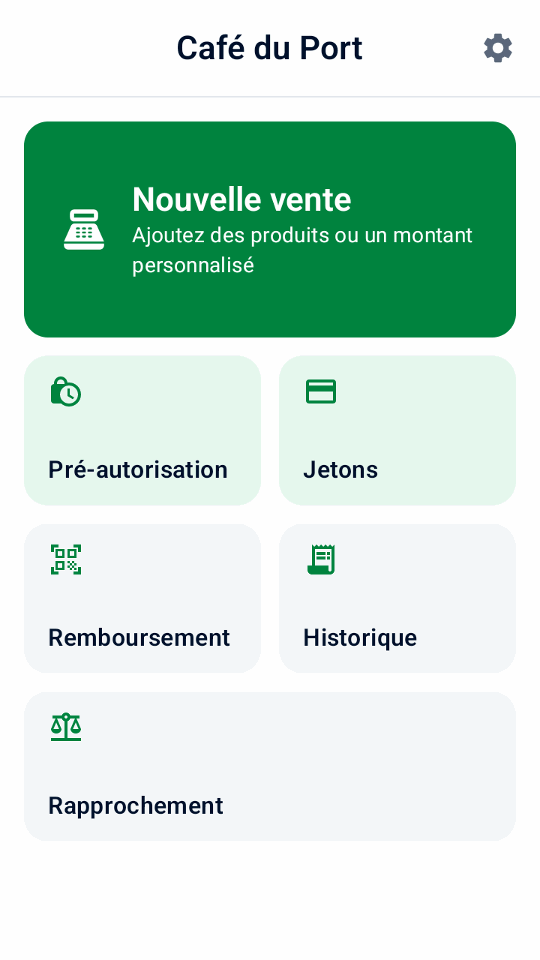 Café du Port
Nouvelle vente
Ajoutez des produits ou un montant
personnalisé
Pré-autorisation
Jetons
Remboursement
Historique
Rapprochement